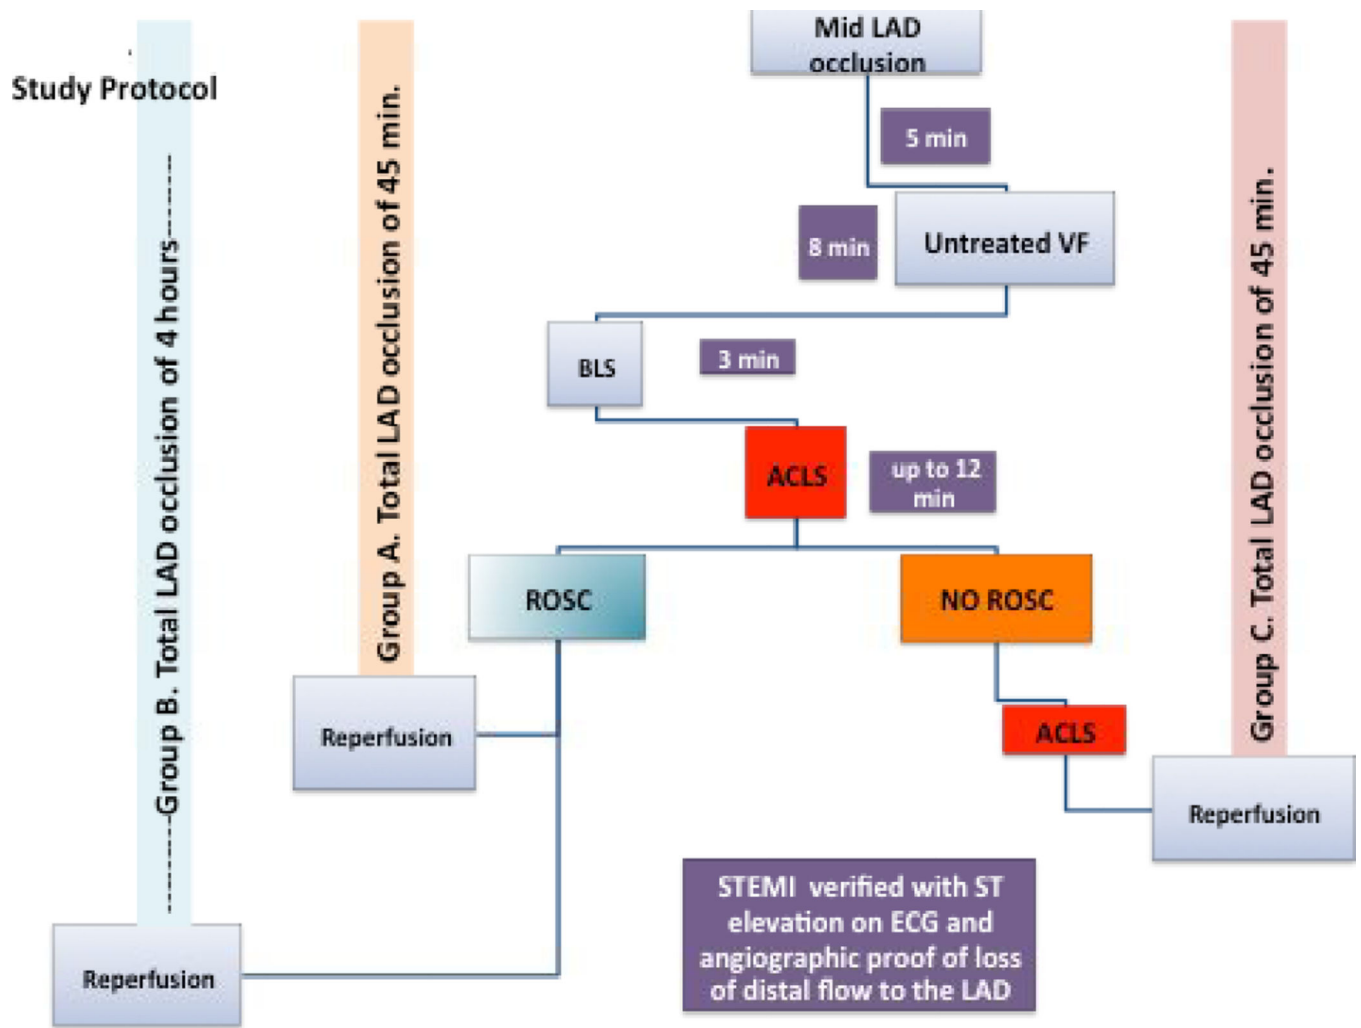 Study Protocol
----------Group B. Total LAD occlusion of 4 hours--------
Group A. Total LAD occlusion of 45 min.
Mid LAD
occlusion
5 min
8 min
Untreated VF
BLS
3 min
ACLS
up to 12
min
ROSC
NO ROSC
Reperfusion
ACLS
Group C. Total LAD occlusion of 45 min.
Reperfusion
STEMI verified with ST
elevation on ECG and
angiographic proof of loss
of distal flow to the LAD
Reperfusion